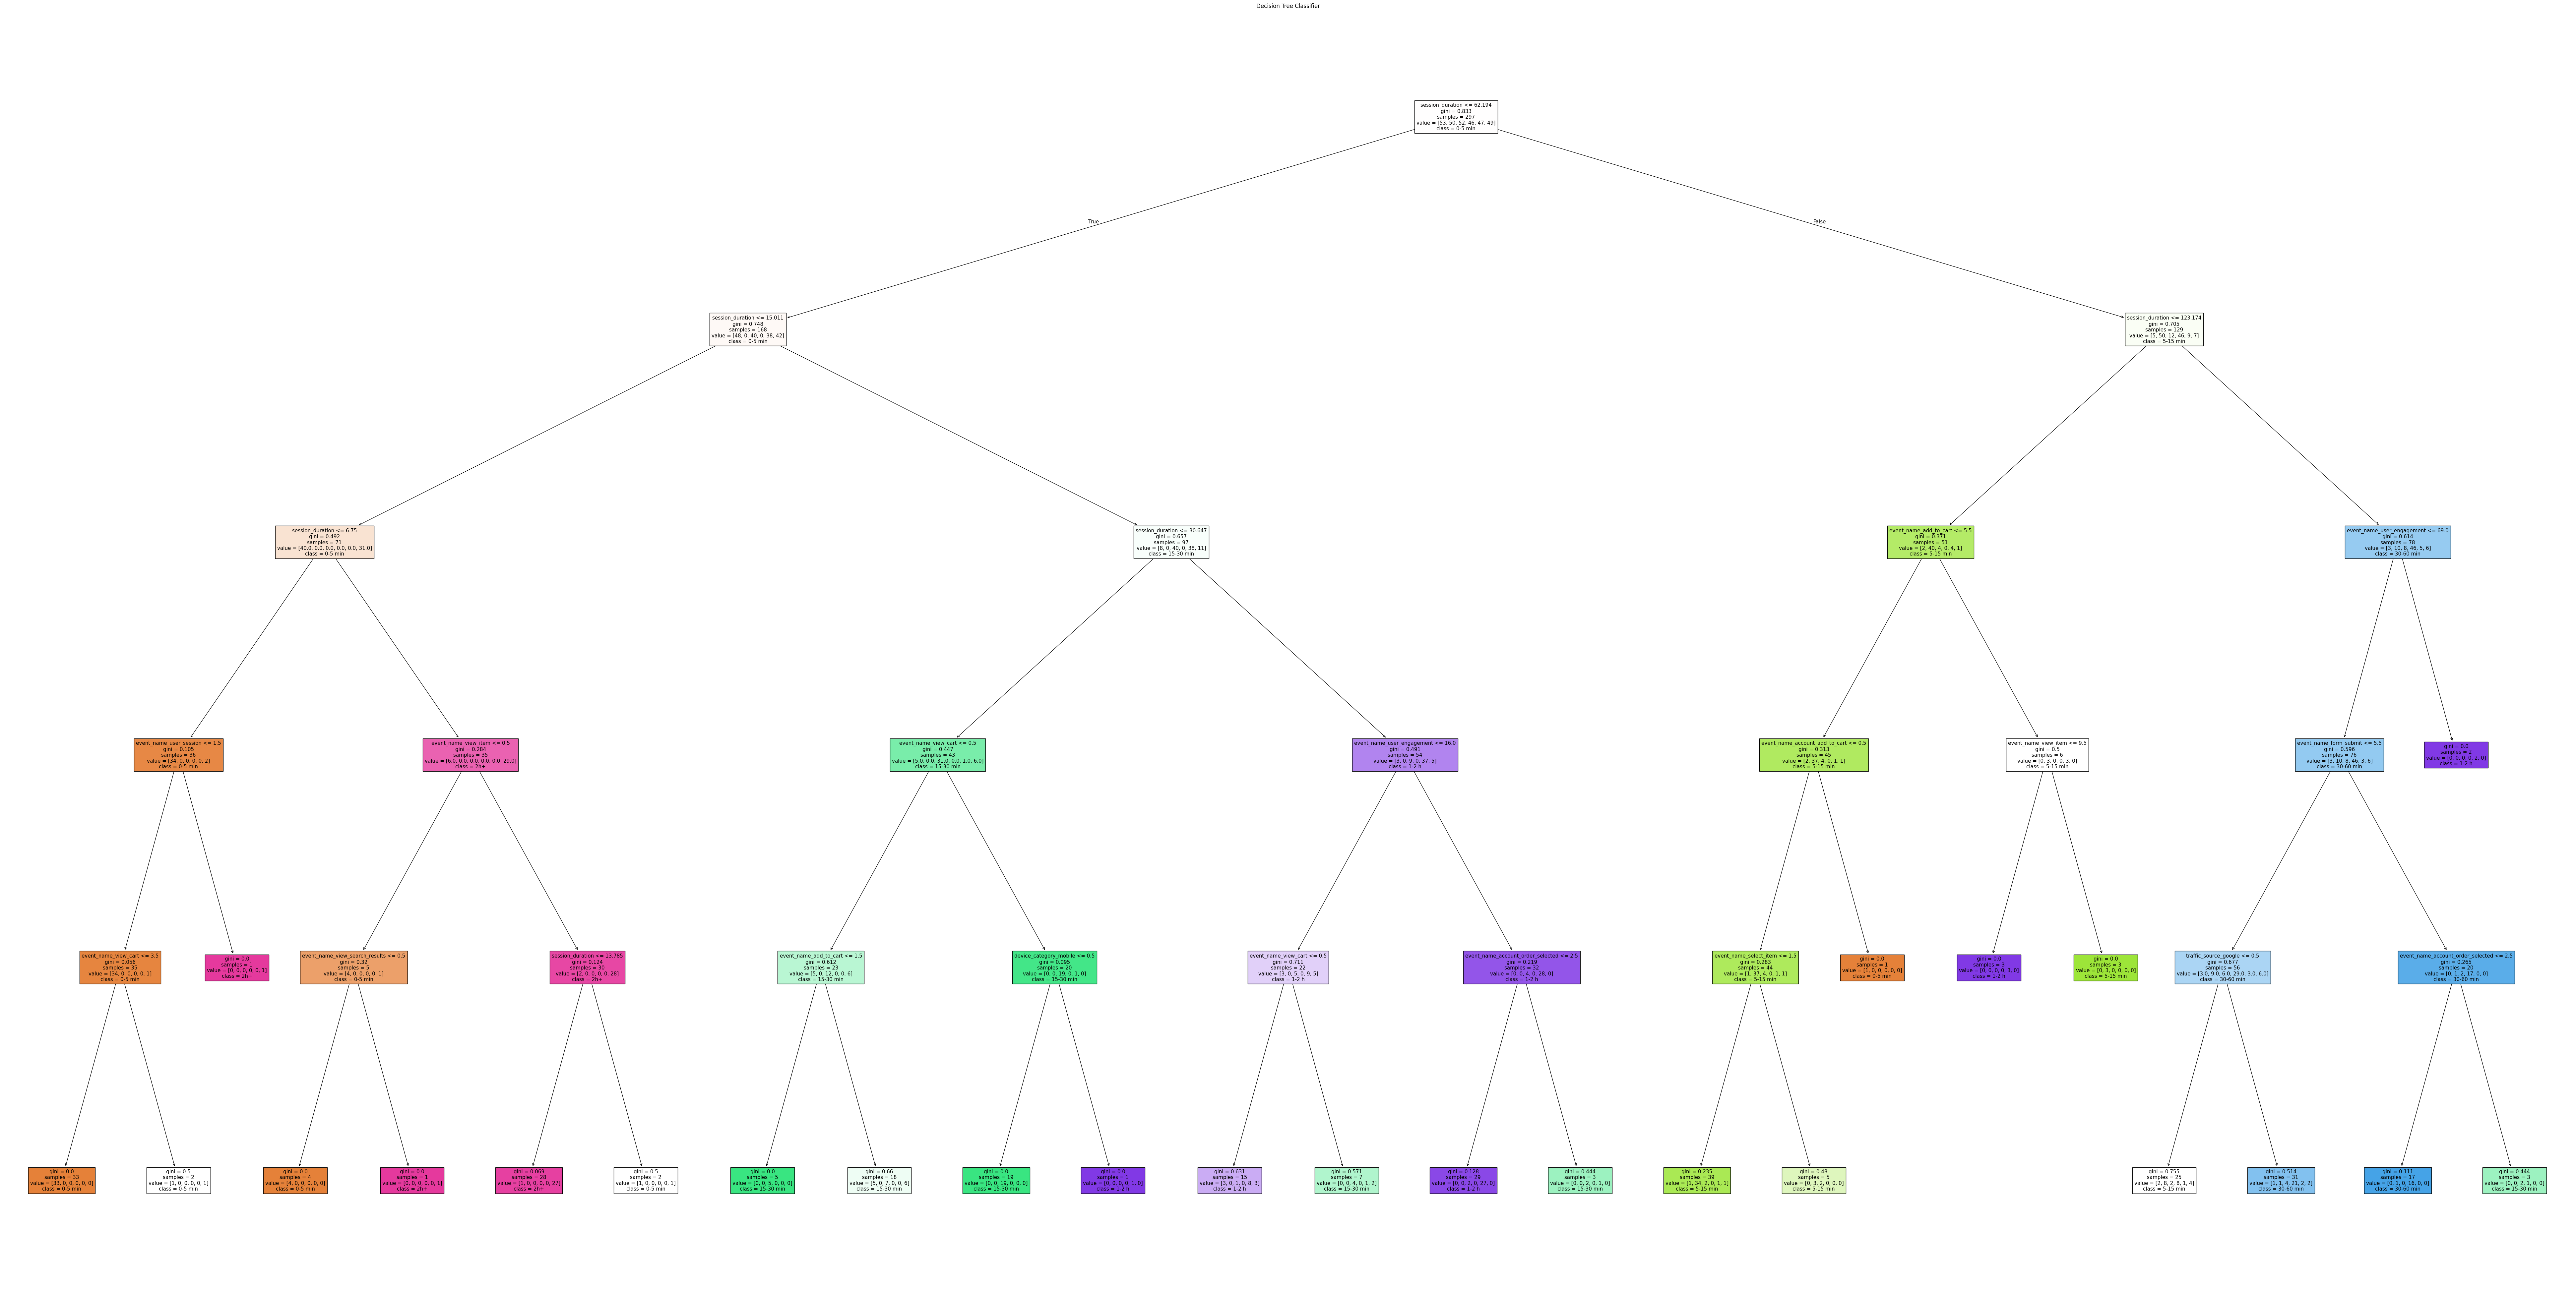 Decision Tree Classifier
session_duration <= 62.194
gini = 0.833
samples = 297
value = [53, 50, 52, 46, 47, 49]
class = 0-5 min
True
False
session_duration <= 15.011
gini = 0.748
samples = 168
value = [48, 0, 40, 0, 38, 42]
class = 0-5 min
session_duration <= 123.174
gini = 0.705
samples = 129
value = [5, 50, 12, 46, 9, 7]
class = 5-15 min
session_duration <= 6.75
gini = 0.492
samples = 71
value = [40.0, 0.0, 0.0, 0.0, 0.0, 31.0]
class = 0-5 min
session_duration <= 30.647
gini = 0.657
samples = 97
value = [8, 0, 40, 0, 38, 11]
class = 15-30 min
event_name_add_to_cart <= 5.5
gini = 0.371
samples = 51
value = [2, 40, 4, 0, 4, 1]
class = 5-15 min
event_name_user_engagement <= 69.0
gini = 0.614
samples = 78
value = [3, 10, 8, 46, 5, 6]
class = 30-60 min
event_name_user_session <= 1.5
gini = 0.105
samples = 36
value = [34, 0, 0, 0, 0, 2]
class = 0-5 min
event_name_view_item <= 0.5
gini = 0.284
samples = 35
value = [6.0, 0.0, 0.0, 0.0, 0.0, 29.0]
class = 2h+
event_name_view_cart <= 0.5
gini = 0.447
samples = 43
value = [5.0, 0.0, 31.0, 0.0, 1.0, 6.0]
class = 15-30 min
event_name_user_engagement <= 16.0
gini = 0.491
samples = 54
value = [3, 0, 9, 0, 37, 5]
class = 1-2 h
event_name_account_add_to_cart <= 0.5
gini = 0.313
samples = 45
value = [2, 37, 4, 0, 1, 1]
class = 5-15 min
event_name_view_item <= 9.5
gini = 0.5
samples = 6
value = [0, 3, 0, 0, 3, 0]
class = 5-15 min
event_name_form_submit <= 5.5
gini = 0.596
samples = 76
value = [3, 10, 8, 46, 3, 6]
class = 30-60 min
gini = 0.0
samples = 2
value = [0, 0, 0, 0, 2, 0]
class = 1-2 h
event_name_view_cart <= 3.5
gini = 0.056
samples = 35
value = [34, 0, 0, 0, 0, 1]
class = 0-5 min
gini = 0.0
samples = 1
value = [0, 0, 0, 0, 0, 1]
class = 2h+
event_name_view_search_results <= 0.5
gini = 0.32
samples = 5
value = [4, 0, 0, 0, 0, 1]
class = 0-5 min
session_duration <= 13.785
gini = 0.124
samples = 30
value = [2, 0, 0, 0, 0, 28]
class = 2h+
event_name_add_to_cart <= 1.5
gini = 0.612
samples = 23
value = [5, 0, 12, 0, 0, 6]
class = 15-30 min
device_category_mobile <= 0.5
gini = 0.095
samples = 20
value = [0, 0, 19, 0, 1, 0]
class = 15-30 min
event_name_view_cart <= 0.5
gini = 0.711
samples = 22
value = [3, 0, 5, 0, 9, 5]
class = 1-2 h
event_name_account_order_selected <= 2.5
gini = 0.219
samples = 32
value = [0, 0, 4, 0, 28, 0]
class = 1-2 h
event_name_select_item <= 1.5
gini = 0.283
samples = 44
value = [1, 37, 4, 0, 1, 1]
class = 5-15 min
gini = 0.0
samples = 1
value = [1, 0, 0, 0, 0, 0]
class = 0-5 min
gini = 0.0
samples = 3
value = [0, 0, 0, 0, 3, 0]
class = 1-2 h
gini = 0.0
samples = 3
value = [0, 3, 0, 0, 0, 0]
class = 5-15 min
traffic_source_google <= 0.5
gini = 0.677
samples = 56
value = [3.0, 9.0, 6.0, 29.0, 3.0, 6.0]
class = 30-60 min
event_name_account_order_selected <= 2.5
gini = 0.265
samples = 20
value = [0, 1, 2, 17, 0, 0]
class = 30-60 min
gini = 0.0
samples = 33
value = [33, 0, 0, 0, 0, 0]
class = 0-5 min
gini = 0.5
samples = 2
value = [1, 0, 0, 0, 0, 1]
class = 0-5 min
gini = 0.0
samples = 4
value = [4, 0, 0, 0, 0, 0]
class = 0-5 min
gini = 0.0
samples = 1
value = [0, 0, 0, 0, 0, 1]
class = 2h+
gini = 0.069
samples = 28
value = [1, 0, 0, 0, 0, 27]
class = 2h+
gini = 0.5
samples = 2
value = [1, 0, 0, 0, 0, 1]
class = 0-5 min
gini = 0.0
samples = 5
value = [0, 0, 5, 0, 0, 0]
class = 15-30 min
gini = 0.66
samples = 18
value = [5, 0, 7, 0, 0, 6]
class = 15-30 min
gini = 0.0
samples = 19
value = [0, 0, 19, 0, 0, 0]
class = 15-30 min
gini = 0.0
samples = 1
value = [0, 0, 0, 0, 1, 0]
class = 1-2 h
gini = 0.631
samples = 15
value = [3, 0, 1, 0, 8, 3]
class = 1-2 h
gini = 0.571
samples = 7
value = [0, 0, 4, 0, 1, 2]
class = 15-30 min
gini = 0.128
samples = 29
value = [0, 0, 2, 0, 27, 0]
class = 1-2 h
gini = 0.444
samples = 3
value = [0, 0, 2, 0, 1, 0]
class = 15-30 min
gini = 0.235
samples = 39
value = [1, 34, 2, 0, 1, 1]
class = 5-15 min
gini = 0.48
samples = 5
value = [0, 3, 2, 0, 0, 0]
class = 5-15 min
gini = 0.755
samples = 25
value = [2, 8, 2, 8, 1, 4]
class = 5-15 min
gini = 0.514
samples = 31
value = [1, 1, 4, 21, 2, 2]
class = 30-60 min
gini = 0.111
samples = 17
value = [0, 1, 0, 16, 0, 0]
class = 30-60 min
gini = 0.444
samples = 3
value = [0, 0, 2, 1, 0, 0]
class = 15-30 min